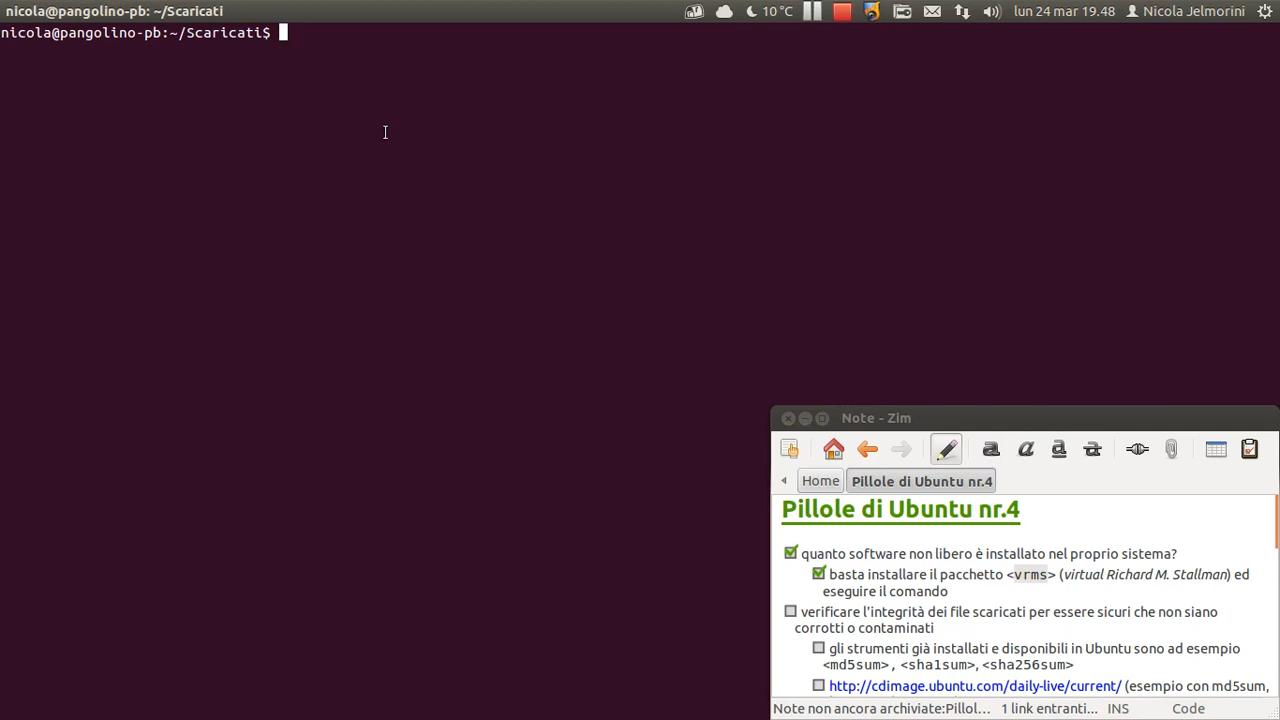 nicola@pangolino-pb: ~/Scaricati
10 °C
lun 24 mar 19.48
Nicola Jelmorini
nicola@pangolino-pb:~/Scaricati$
Note - Zim
Home
Pillole di Ubuntu nr.4
Pillole di Ubuntu nr.4
quanto software non libero è installato nel proprio sistema?
basta installare il pacchetto <vrms> (virtual Richard M. Stallman) ed
eseguire il comando
verificare l'integrità dei file scaricati per essere sicuri che non siano
corrotti o contaminati
gli strumenti già installati e disponibili in Ubuntu sono ad esempio
<md5sum>, <sha1sum>, <sha256sum>
http://cdimage.ubuntu.com/daily-live/current/ (esempio con md5sum,
Note non ancora archiviate:Pillol...
1 link entranti...
INS
Code